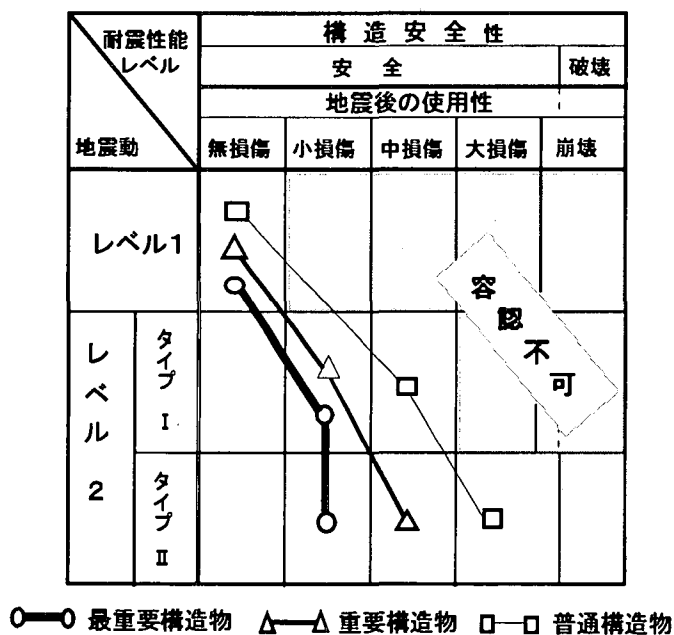 耐震性能
レベル
地震動
構造安全性
安全
破壊
地震後の使用性
無損傷
小損傷
中損傷
大損傷
崩壊
レベル1
レベル2
タイプI
タイプII
容認不可
最重要構造物
重要構造物
普通構造物